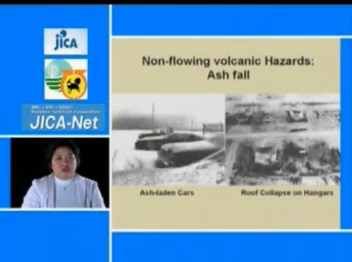 JICA
JICA-Net
Non-flowing volcanic Hazards:
Ash fall
Ash-laden Cars
Roof Collapse on Hangars